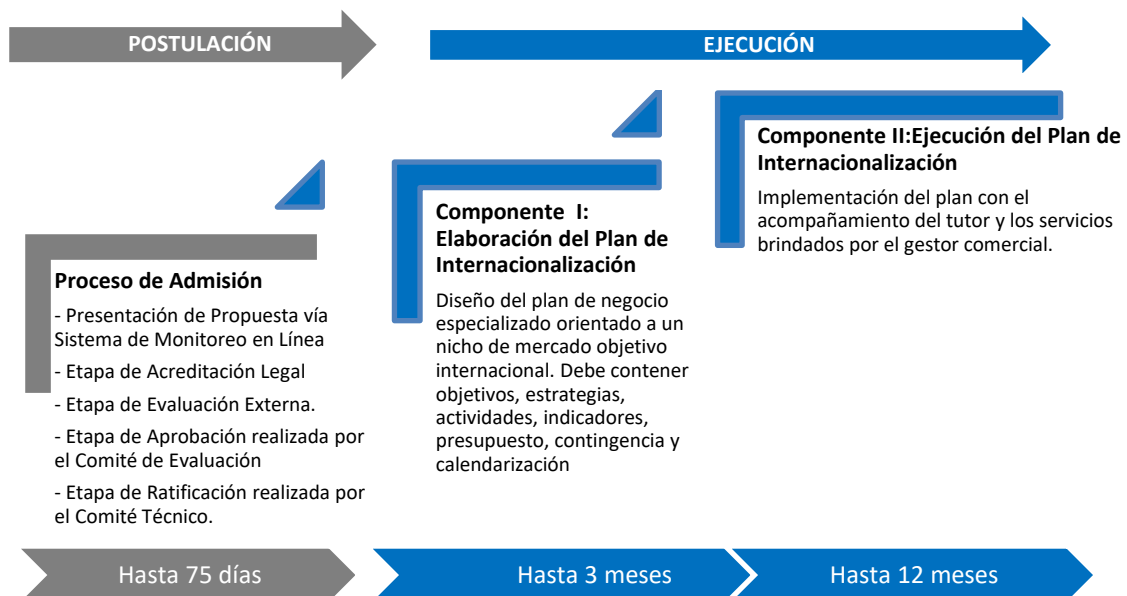 POSTULACIÓN
EJECUCIÓN
Proceso de Admisión
- Presentación de Propuesta vía
Sistema de Monitoreo en Línea
- Etapa de Acreditación Legal
- Etapa de Evaluación Externa.
- Etapa de Aprobación realizada por
el Comité de Evaluación
- Etapa de Ratificación realizada por
el Comité Técnico.
Componente I:
Elaboración del Plan de
Internacionalización
Diseño del plan de negocio
especializado orientado a un
nicho de mercado objetivo
internacional. Debe contener
objetivos, estrategias,
actividades, indicadores,
presupuesto, contingencia y
calendarización
Componente II:Ejecución del Plan de
Internacionalización
Implementación del plan con el
acompañamiento del tutor y los servicios
brindados por el gestor comercial.
Hasta 75 días
Hasta 3 meses
Hasta 12 meses